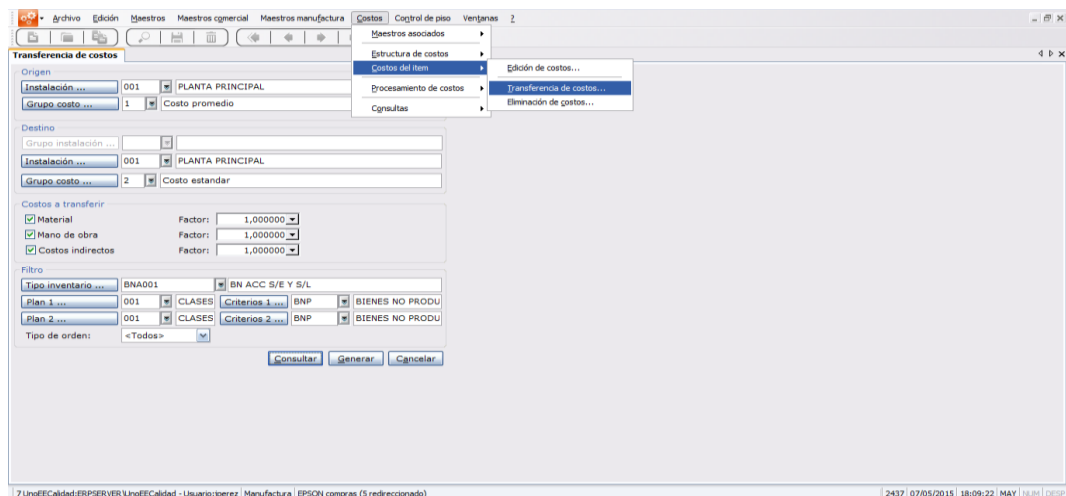 Archivo Edición Maestros Maestros comercial Maestros manufactura Costos Control de piso Ventanas ?
Maestros asociados
Transferencia de costos
Estructura de costos
Costos del item
Edición de costos...
Procesamiento de costos
Transferencia de costos...
Consultas
Eliminación de costos...
Origen
Instalación ... 001 PLANTA PRINCIPAL
Grupo costo ... 1 Costo promedio
Destino
Grupo instalación ...
Instalación ... 001 PLANTA PRINCIPAL
Grupo costo ... 2 Costo estandar
Costos a transferir
Material Factor: 1,000000
Mano de obra Factor: 1,000000
Costos indirectos Factor: 1,000000
Filtro
Tipo inventario ... BNA001 BN ACC S/E Y S/L
Plan 1 ... 001 CLASES Criterios 1 ... BNP BIENES NO PRODU
Plan 2 ... 001 CLASES Criterios 2 ... BNP BIENES NO PRODU
Tipo de orden: <Todos>
Consultar Generar Cancelar
7 UnoEECalidad:ERPSERVER\UnoEECalidad - Usuario:jperez Manufactura EPSON compras (5 redireccionado) 2437 07/05/2015 18:09:22 MAY NUM DESP